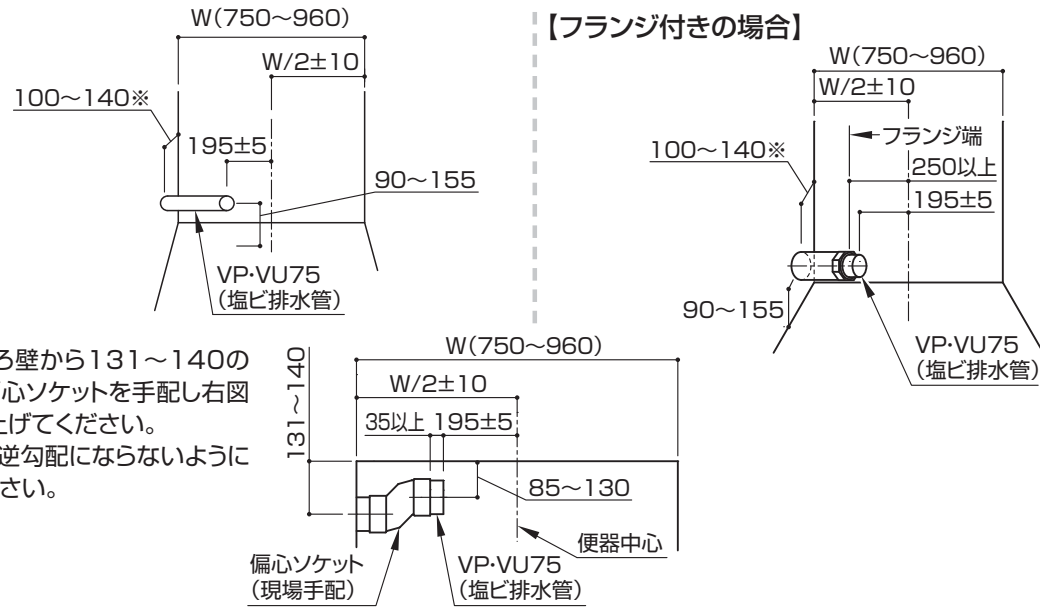 W(750～960)
W/2±10
100～140※
195±5
90～155
VP･VU75
(塩ビ排水管)
【フランジ付きの場合】
W(750～960)
W/2±10
フランジ端
100～140※
250以上
195±5
90～155
VP･VU75
(塩ビ排水管)
ろ壁から131～140の
心ソケットを手配し右図
上げてください。
逆勾配にならないように
さい。
W(750～960)
W/2±10
131～140
35以上 195±5
85～130
便器中心
偏心ソケット
(現場手配)
VP･VU75
(塩ビ排水管)